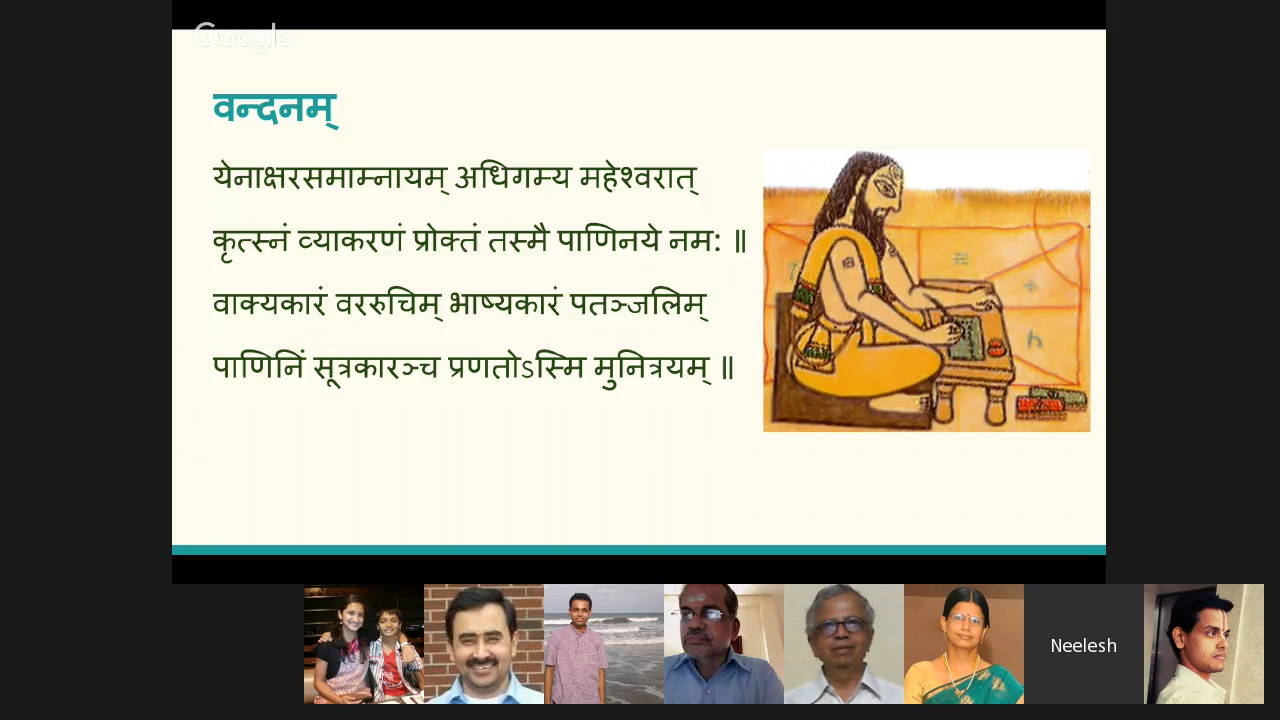 Google
वन्दनम्
येनाक्षरसमाम्नायम् अधिगम्य महेश्वरात्
कृत्स्नं व्याकरणं प्रोक्तं तस्मै पाणिनये नमः ॥
वाक्यकारं वररुचिम् भाष्यकारं पतञ्जलिम्
पाणिनिं सूत्रकारञ्च प्रणतोऽस्मि मुनित्रयम् ॥
Neelesh